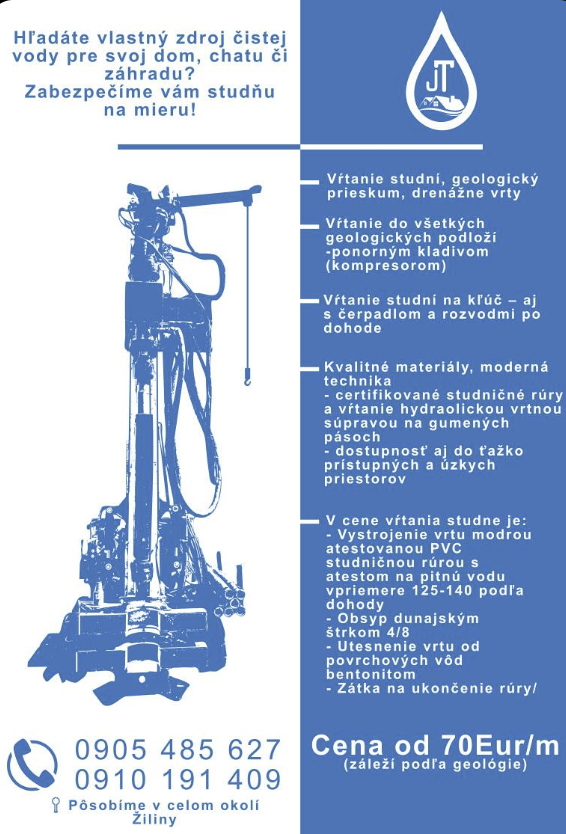 Hľadáte vlastný zdroj čistej
vody pre svoj dom, chatu či
záhradu?
Zabezpečíme vám studňu
na mieru!
JT
Vŕtanie studní, geologický
prieskum, drenážne vrty
Vŕtanie do všetkých
geologických podloží
-ponorným kladivom
(kompresorom)
Vŕtanie studní na kľúč – aj
s čerpadlom a rozvodmi po
dohode
Kvalitné materiály, moderná
technika
- certifikované studničné rúry
a vŕtanie hydraolickou vrtnou
súpravou na gumených
pásoch
- dostupnosť aj do ťažko
prístupných a úzkych
priestorov
V cene vŕtania studne je:
- Vystrojenie vrtu modrou
atestovanou PVC
studničnou rúrou s
atestom na pitnú vodu
vpriemere 125-140 podľa
dohody
- Obsyp dunajským
štrkom 4/8
- Utesnenie vrtu od
povrchových vôd
bentonitom
- Zátka na ukončenie rúry/
0905 485 627
0910 191 409
Pôsobíme v celom okolí
Žiliny
Cena od 70Eur/m
(záleží podľa geológie)